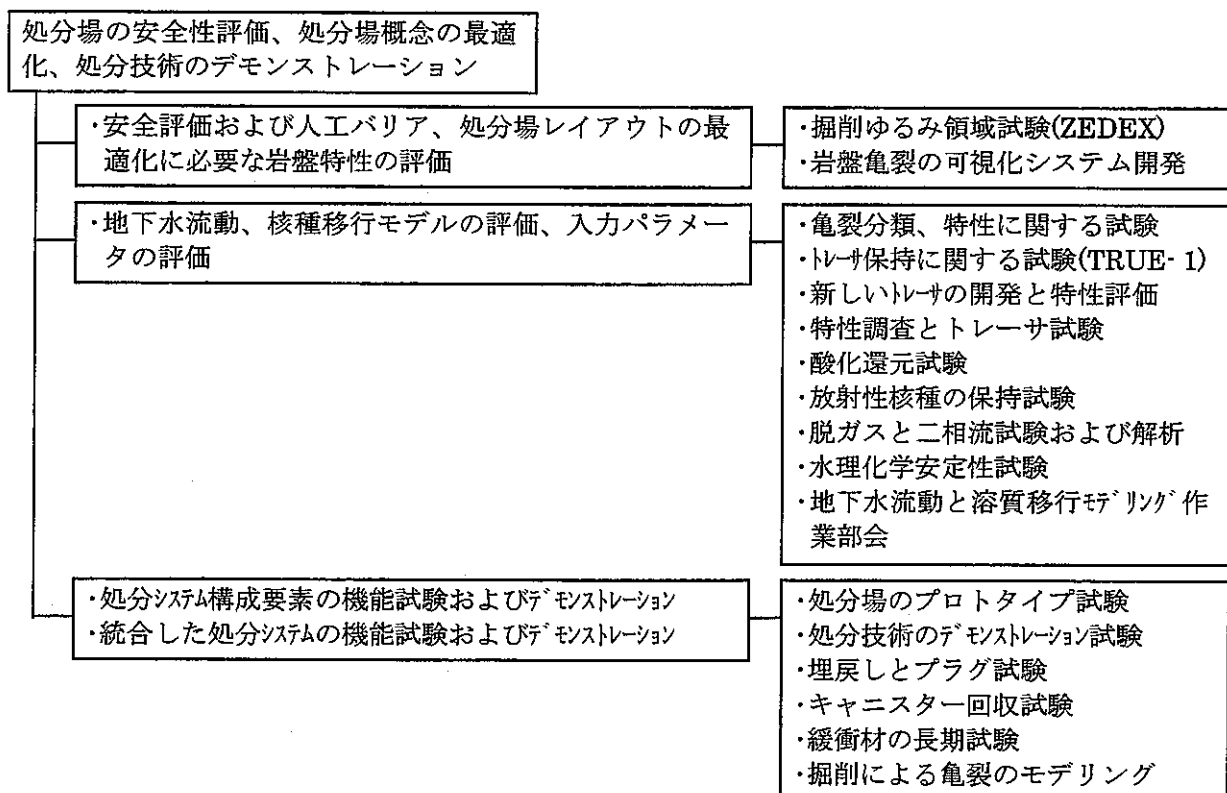 処分場の安全性評価、処分場概念の最適
化、処分技術のデモンストレーション
・安全評価および人工バリア、処分場レイアウトの最
適化に必要な岩盤特性の評価
・掘削ゆるみ領域試験(ZEDEX)
・岩盤亀裂の可視化システム開発
・地下水流動、核種移行モデルの評価、入力パラメー
タの評価
・亀裂分類、特性に関する試験
・ﾄﾚｰｻ保持に関する試験(TRUE- 1)
・新しいﾄﾚｰｻの開発と特性評価
・特性調査とトレーサ試験
・酸化還元試験
・放射性核種の保持試験
・脱ガスと二相流試験および解析
・水理化学安定性試験
・地下水流動と溶質移行ﾓﾃﾞﾘﾝｸﾞ作
業部会
・処分ｼｽﾃﾑ構成要素の機能試験およびﾃﾞﾓﾝｽﾄﾚｰｼｮﾝ
・統合した処分ｼｽﾃﾑの機能試験およびﾃﾞﾓﾝｽﾄﾚｰｼｮﾝ
・処分場のプロトタイプ試験
・処分技術のﾃﾞﾓﾝｽﾄﾚｰｼｮﾝ試験
・埋戻しとプラグ試験
・キャニスター回収試験
・緩衝材の長期試験
・掘削による亀裂のモデリング